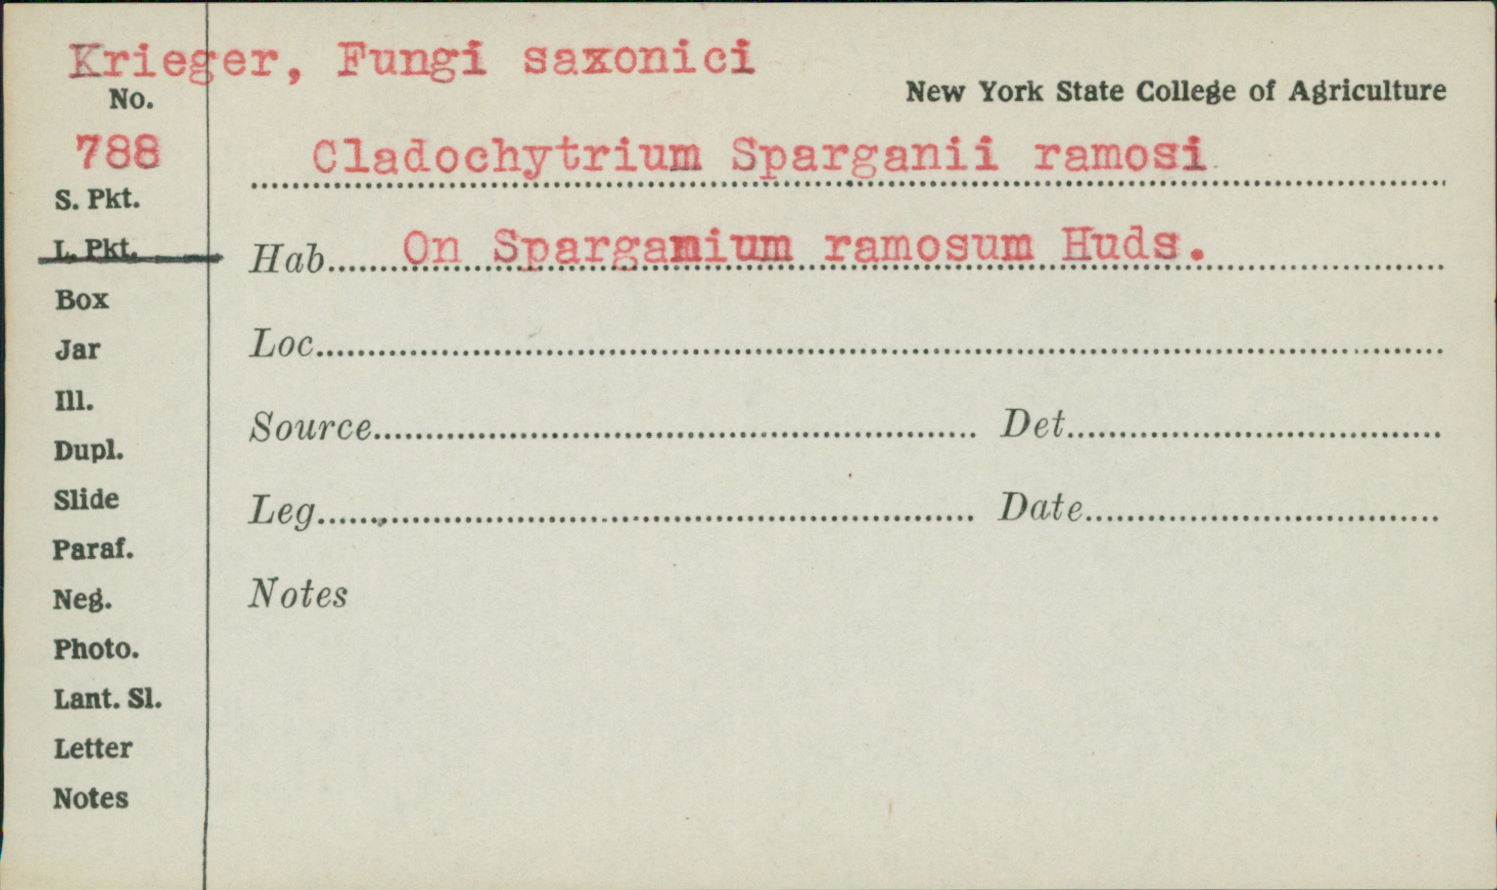 Krieger, Fungi saxonici
New York State College of Agriculture
No.
788
Cladochytrium Sparganii ramosi
S. Pkt.
L. Pkt.
Hab. On Sparganium ramosum Huds.
Box
Jar
Loc.
Ill.
Source Det.
Dupl.
Slide
Leg. Date
Paraf.
Neg.
Notes
Photo.
Lant. Sl.
Letter
Notes